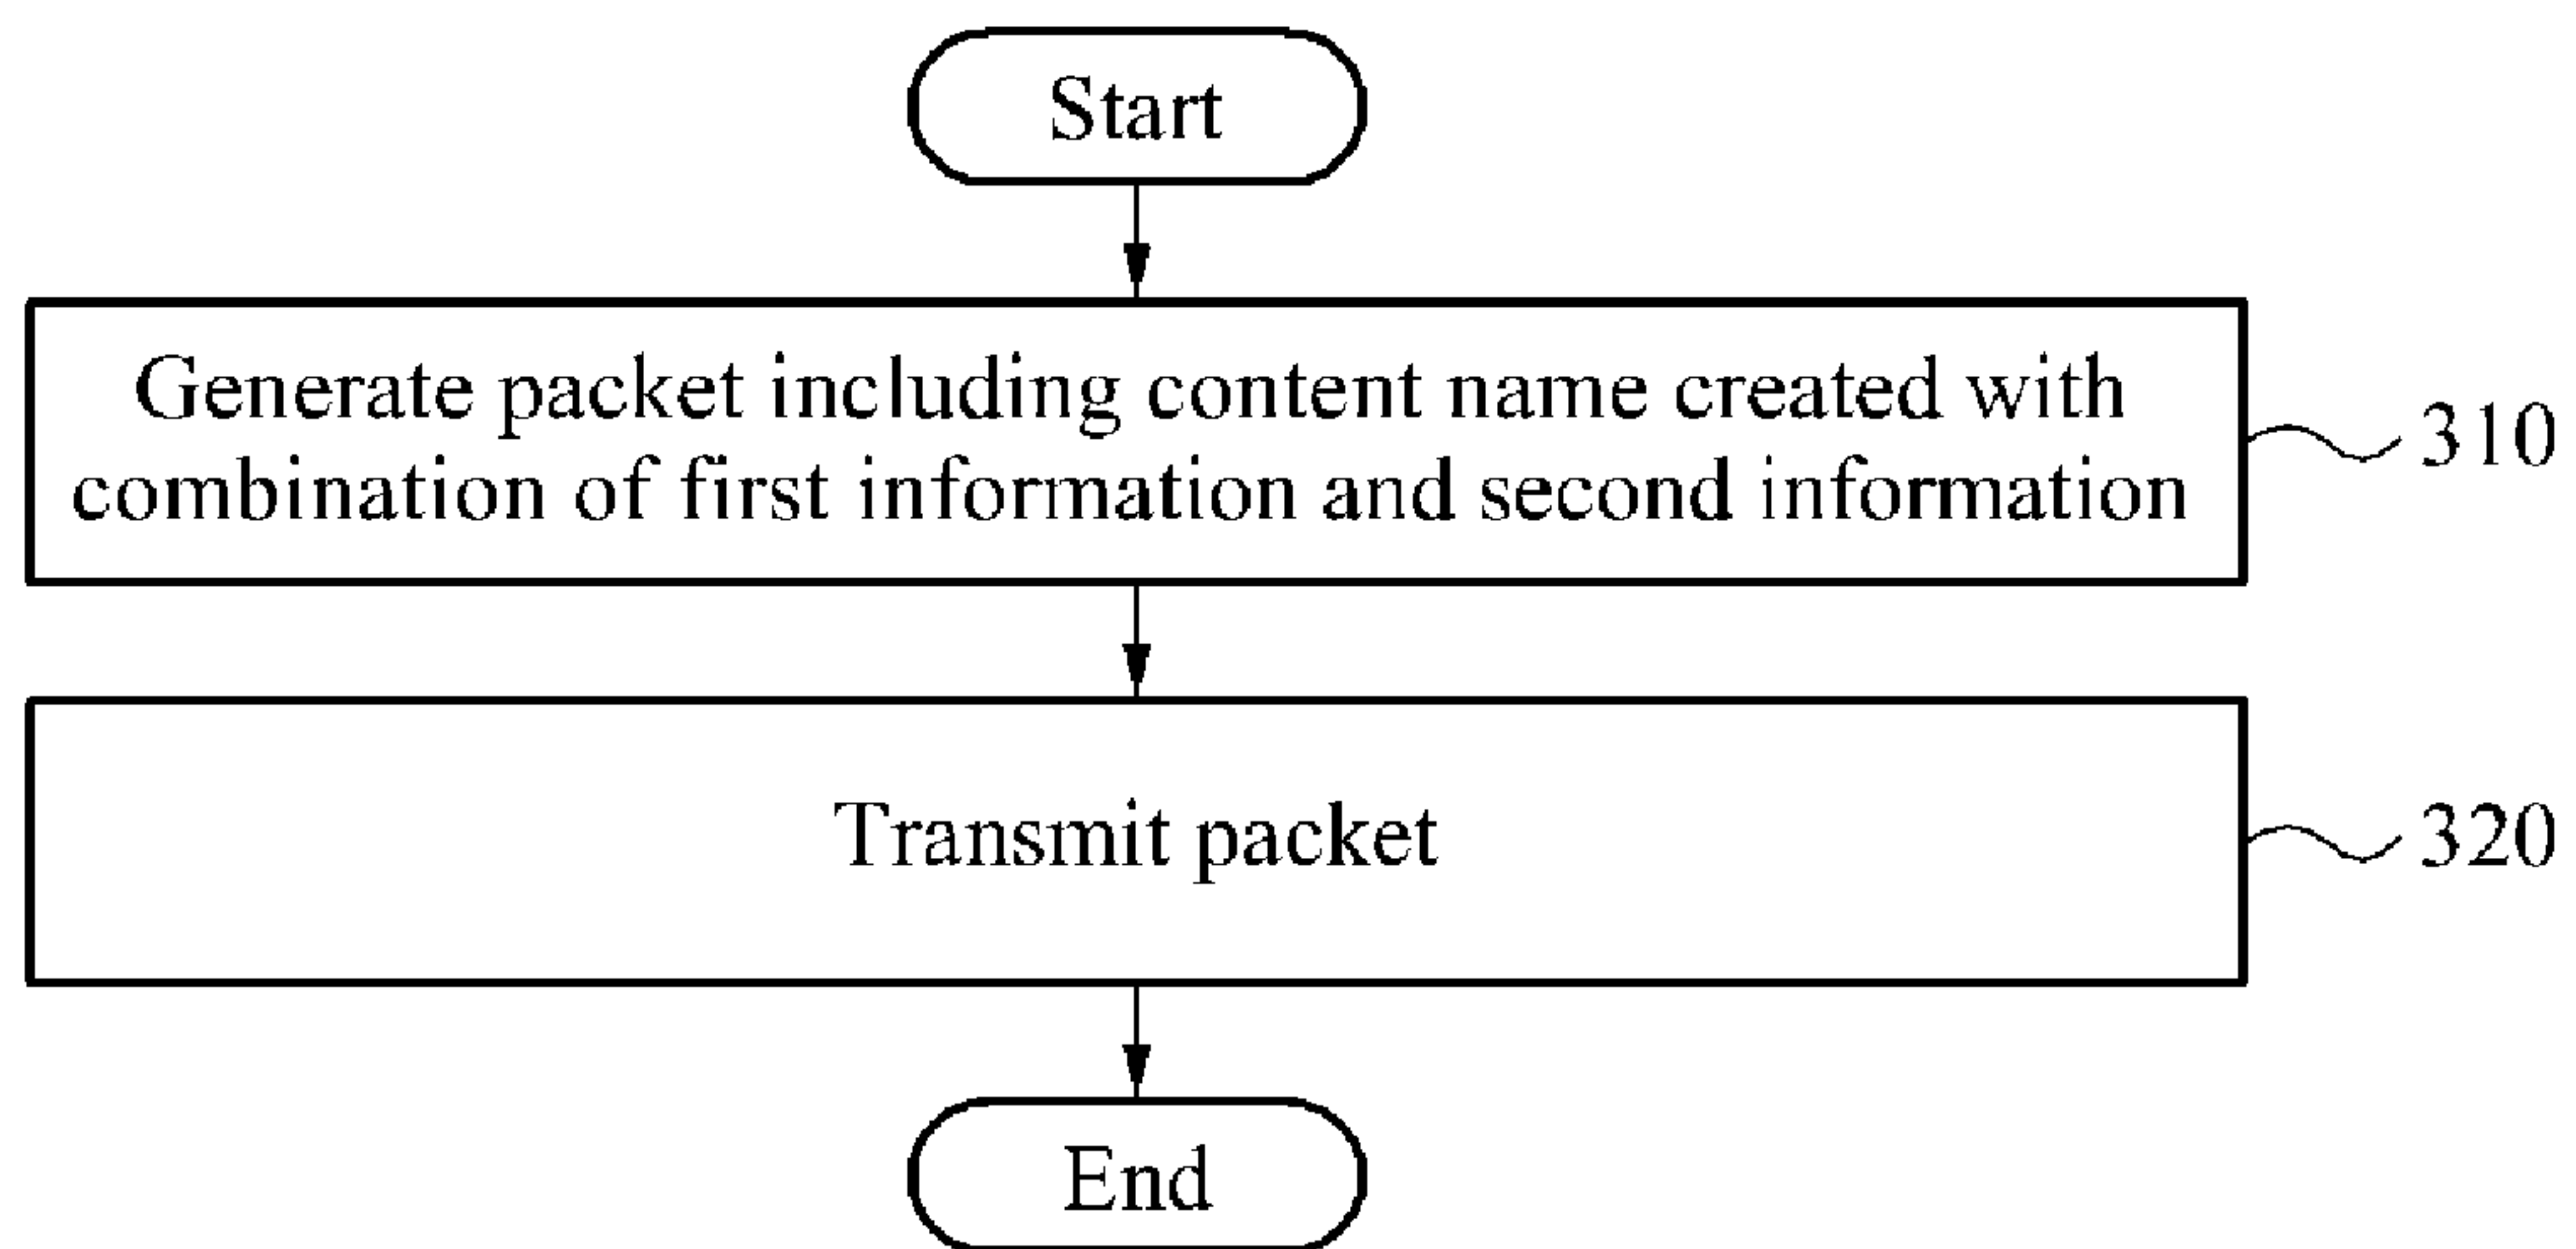 Start
Generate packet including content name created with
combination of first information and second information
310
Transmit packet
320
End